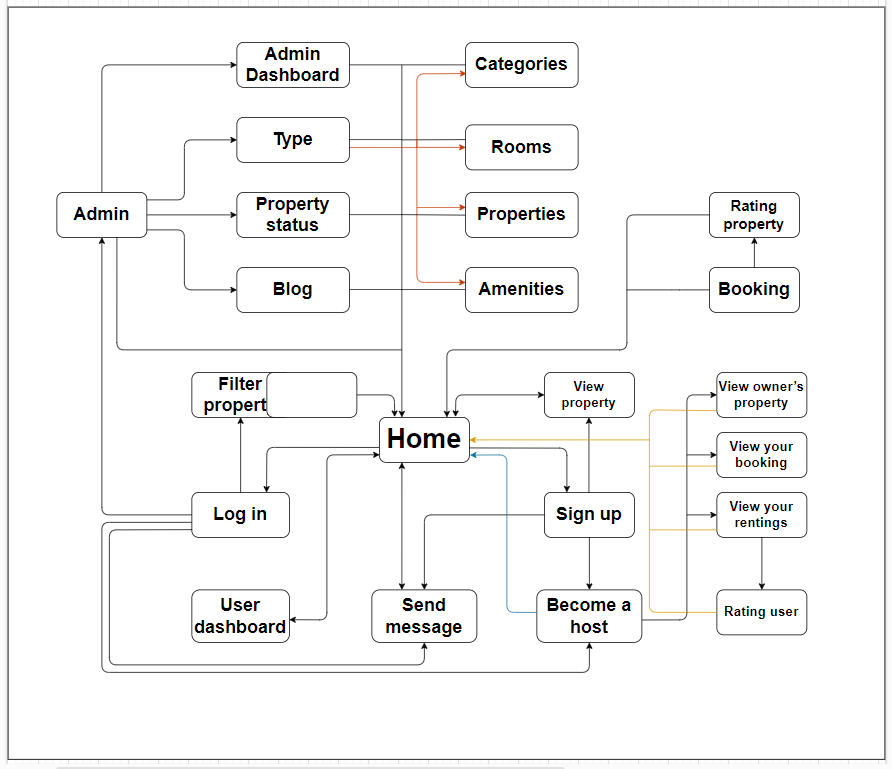 Admin
Dashboard
Categories
Type
Rooms
Admin
Property
status
Properties
Rating
property
Blog
Amenities
Booking
Filter
propert
View
property
View owner's
property
Home
View your
booking
Log in
Sign up
View your
rentings
User
dashboard
Send
message
Become a
host
Rating user